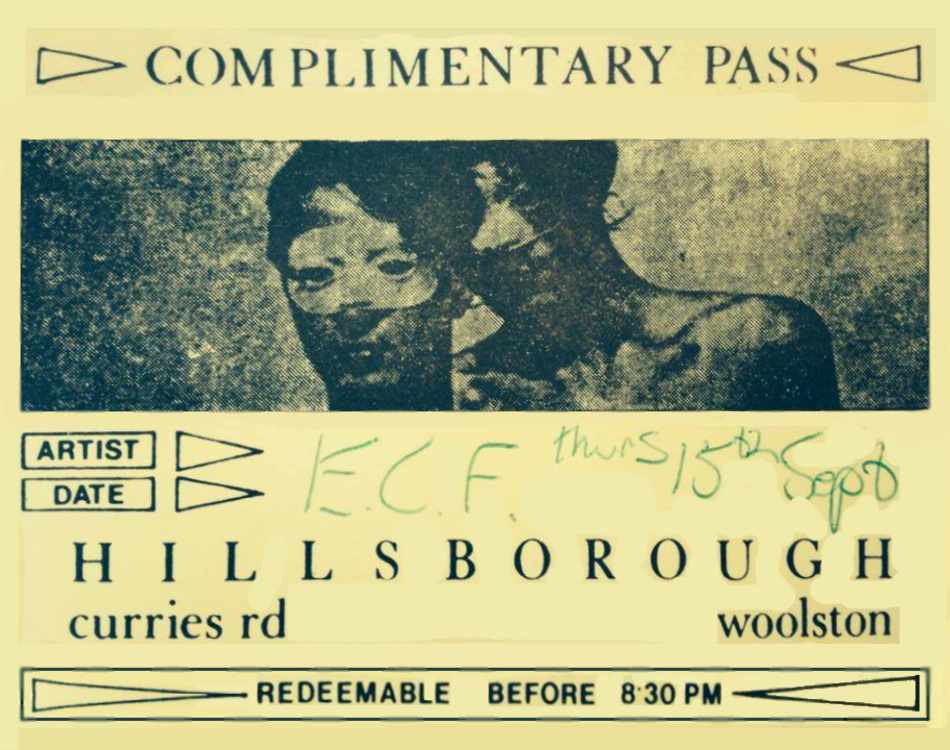 COMPLIMENTARY PASS
ARTIST E.C.F thurs 15th Sept
DATE
HILLSBOROUGH
curries rd woolston
REDEEMABLE BEFORE 8:30 PM